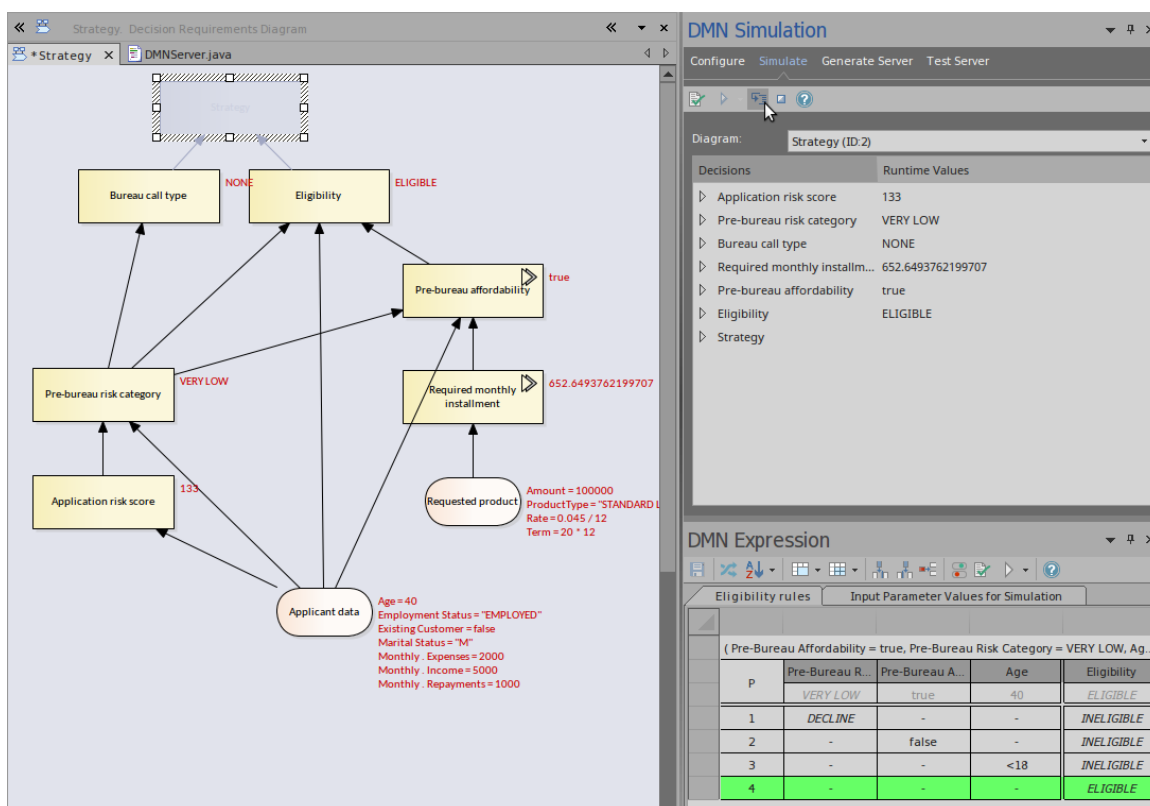 Strategy. Decision Requirements Diagram
*Strategy
DMNServer.java
Strategy
Bureau call type
NONE
Eligibility
ELIGIBLE
Pre-bureau affordability
true
Pre-bureau risk category
VERY LOW
Required monthly
installment
652.6493762199707
Application risk score
133
Requested product
Amount = 100000
ProductType = "STANDARD L
Rate = 0.045 / 12
Term = 20 * 12
Applicant data
Age = 40
Employment Status = "EMPLOYED"
Existing Customer = false
Marital Status = "M"
Monthly . Expenses = 2000
Monthly . Income = 5000
Monthly . Repayments = 1000
DMN Simulation
Configure Simulate Generate Server Test Server
Diagram: Strategy (ID:2)
Decisions Runtime Values
Application risk score 133
Pre-bureau risk category VERY LOW
Bureau call type NONE
Required monthly installm... 652.6493762199707
Pre-bureau affordability true
Eligibility ELIGIBLE
Strategy
DMN Expression
Eligibility rules Input Parameter Values for Simulation
( Pre-Bureau Affordability = true, Pre-Bureau Risk Category = VERY LOW, Ag...
P Pre-Bureau R... Pre-Bureau A... Age Eligibility
VERY LOW true 40 ELIGIBLE
1 DECLINE - - INELIGIBLE
2 - false - INELIGIBLE
3 - - <18 INELIGIBLE
4 - - - ELIGIBLE